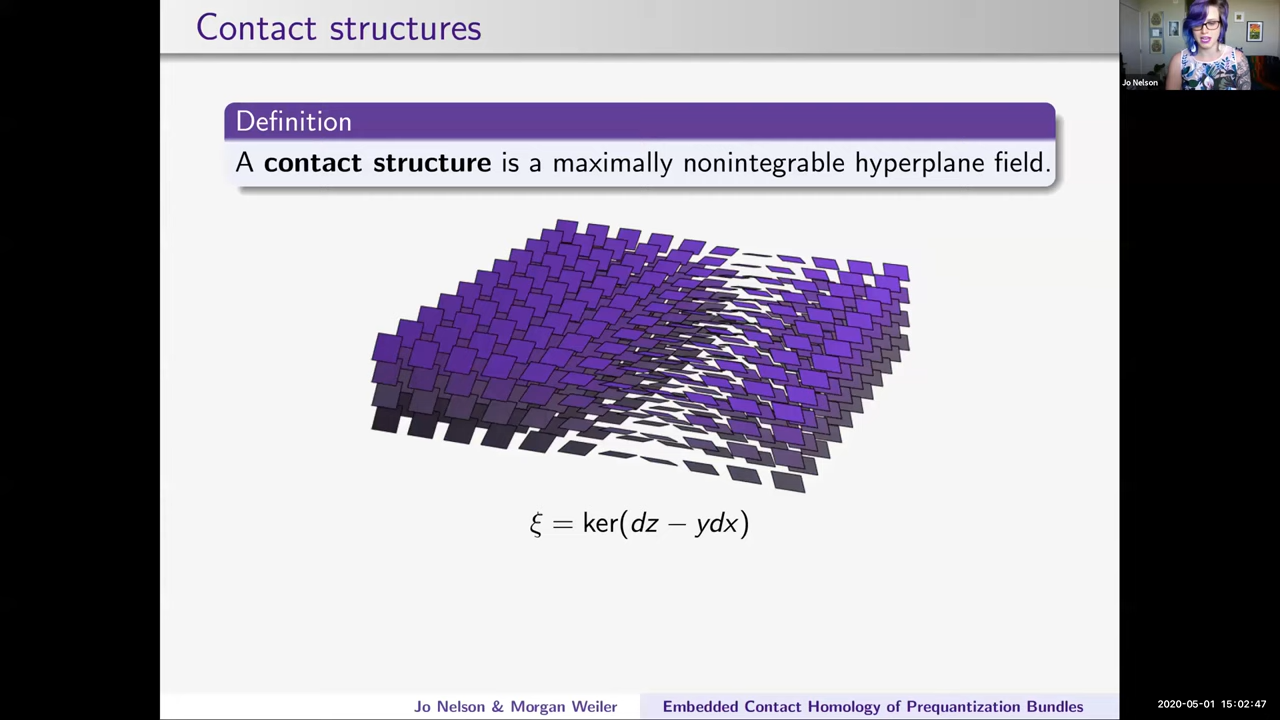 Contact structures
Jo Nelson
Definition
A contact structure is a maximally nonintegrable hyperplane field.
ξ = ker(dz − ydx)
Jo Nelson & Morgan Weiler
Embedded Contact Homology of Prequantization Bundles
2020-05-01 15:02:47